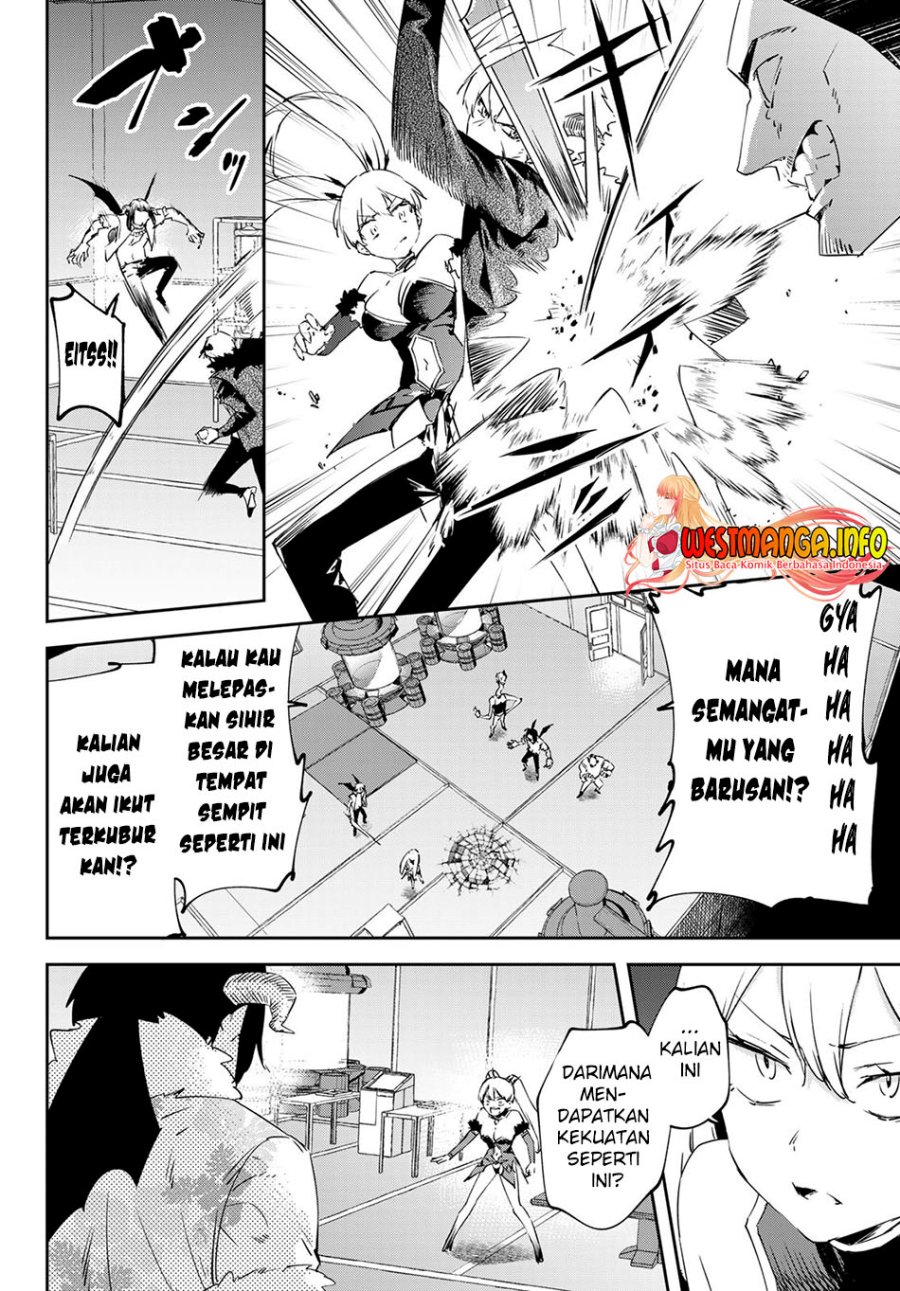 EITSS!!
WESTMANGA.INFO
Situs Baca Komik Berbahasa Indonesia
GYA
HA
HA
HA
HA
HA
MANA
SEMANGAT-
MU YANG
BARUSAN!?
KALAU KAU
MELEPAS-
KAN SIHIR
BESAR DI
TEMPAT
SEMPIT
SEPERTI INI
KALIAN
JUGA
AKAN IKUT
TERKUBUR
KAN!?
...
KALIAN
INI
DARIMANA
MEN-
DAPATKAN
KEKUATAN
SEPERTI
INI?